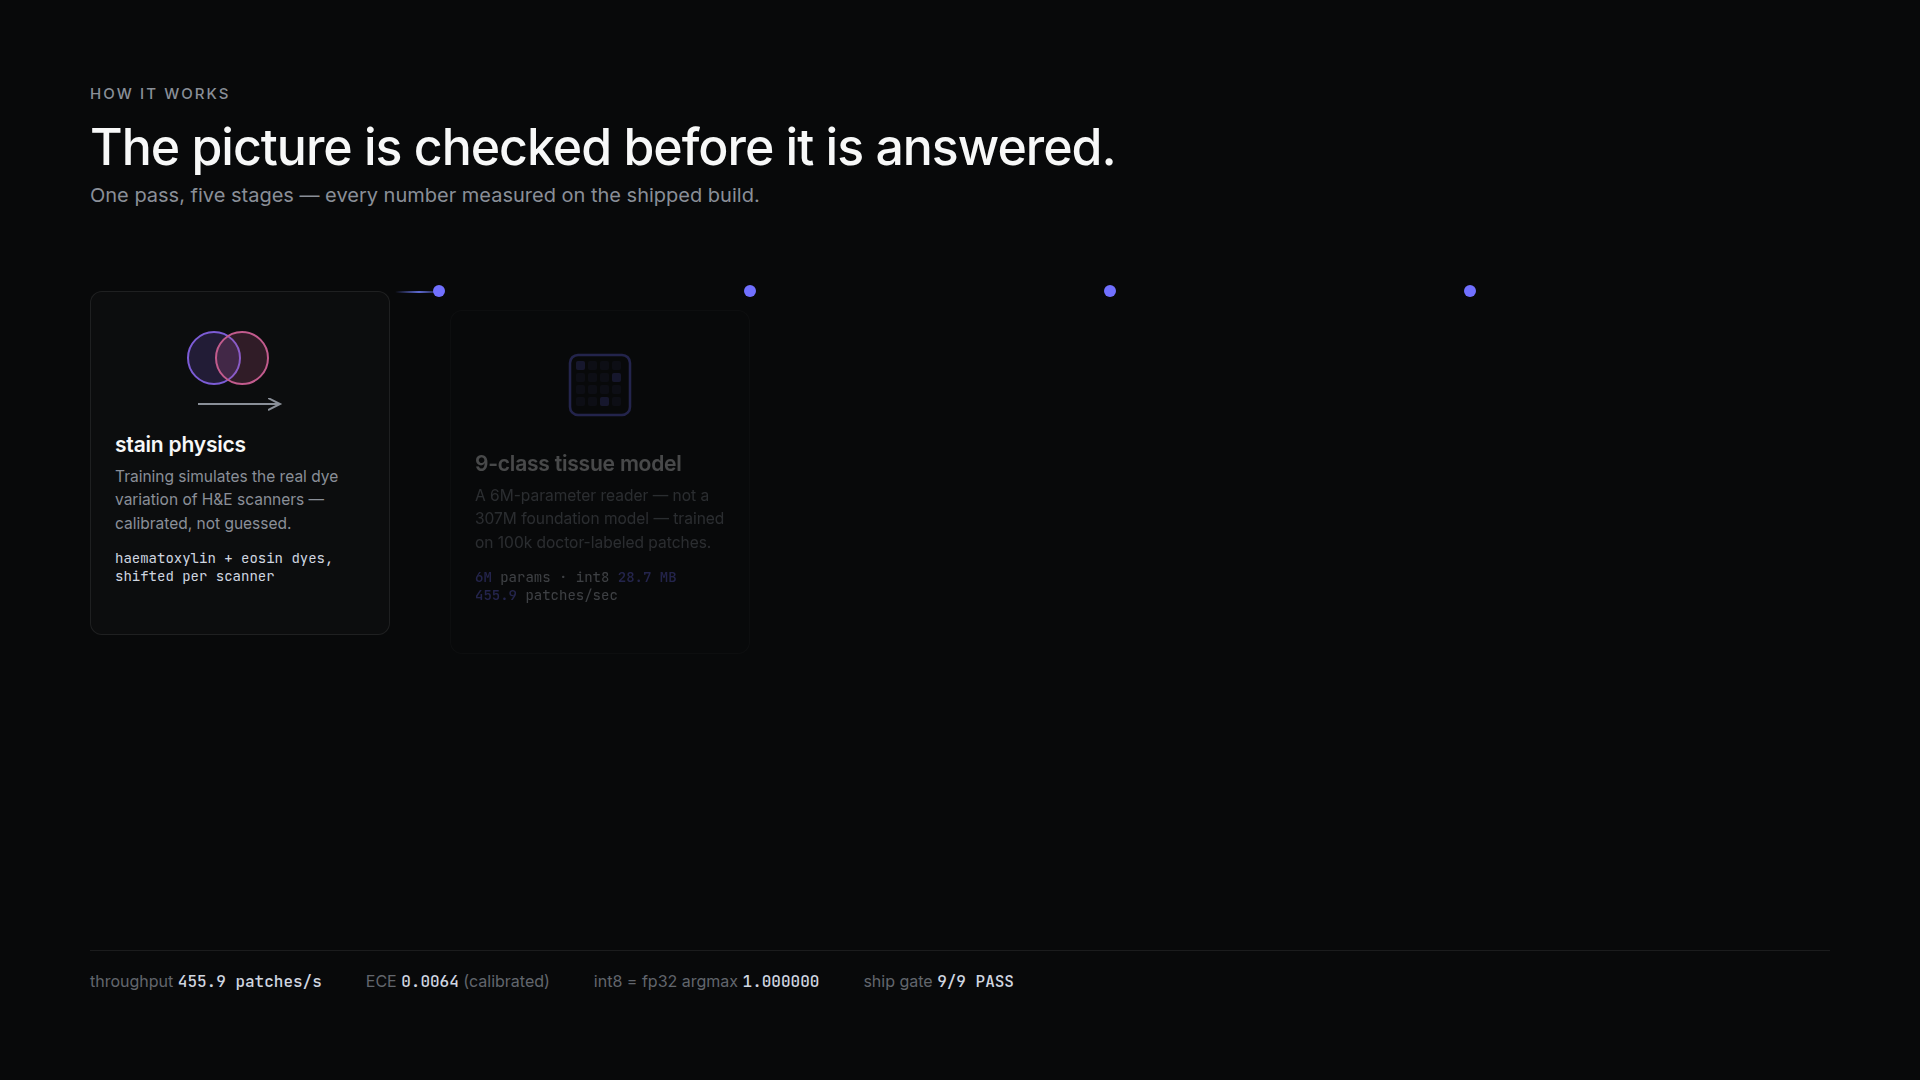 HOW IT WORKS
The picture is checked before it is answered.
One pass, five stages — every number measured on the shipped build.
stain physics
Training simulates the real dye
variation of H&E scanners —
calibrated, not guessed.
haematoxylin + eosin dyes,
shifted per scanner
9-class tissue model
A 6M-parameter reader — not a
307M foundation model — trained
on 100k doctor-labeled patches.
6M params · int8 28.7 MB
455.9 patches/sec
throughput 455.9 patches/s
ECE 0.0064 (calibrated)
int8 = fp32 argmax 1.000000
ship gate 9/9 PASS